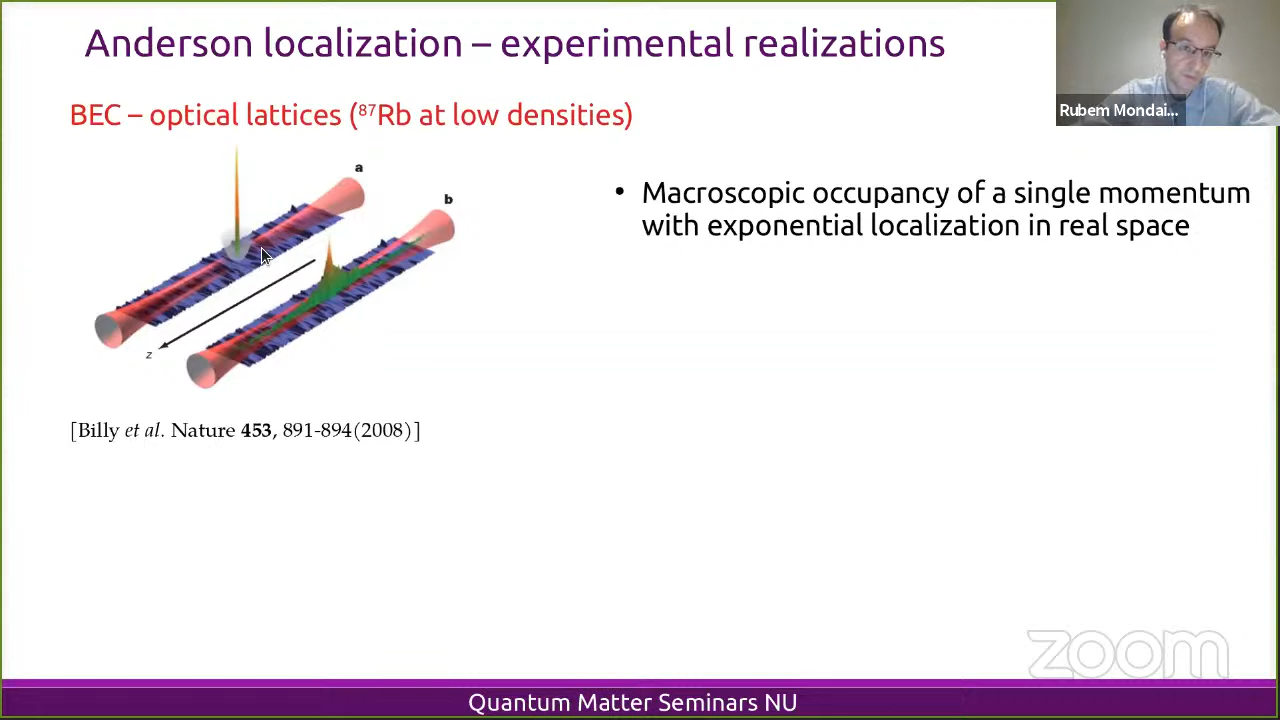 Anderson localization – experimental realizations
BEC – optical lattices (⁸⁷Rb at low densities)
Rubem Mondai...
a
b
z
• Macroscopic occupancy of a single momentum
with exponential localization in real space
[Billy et al. Nature 453, 891-894(2008)]
zoom
Quantum Matter Seminars NU